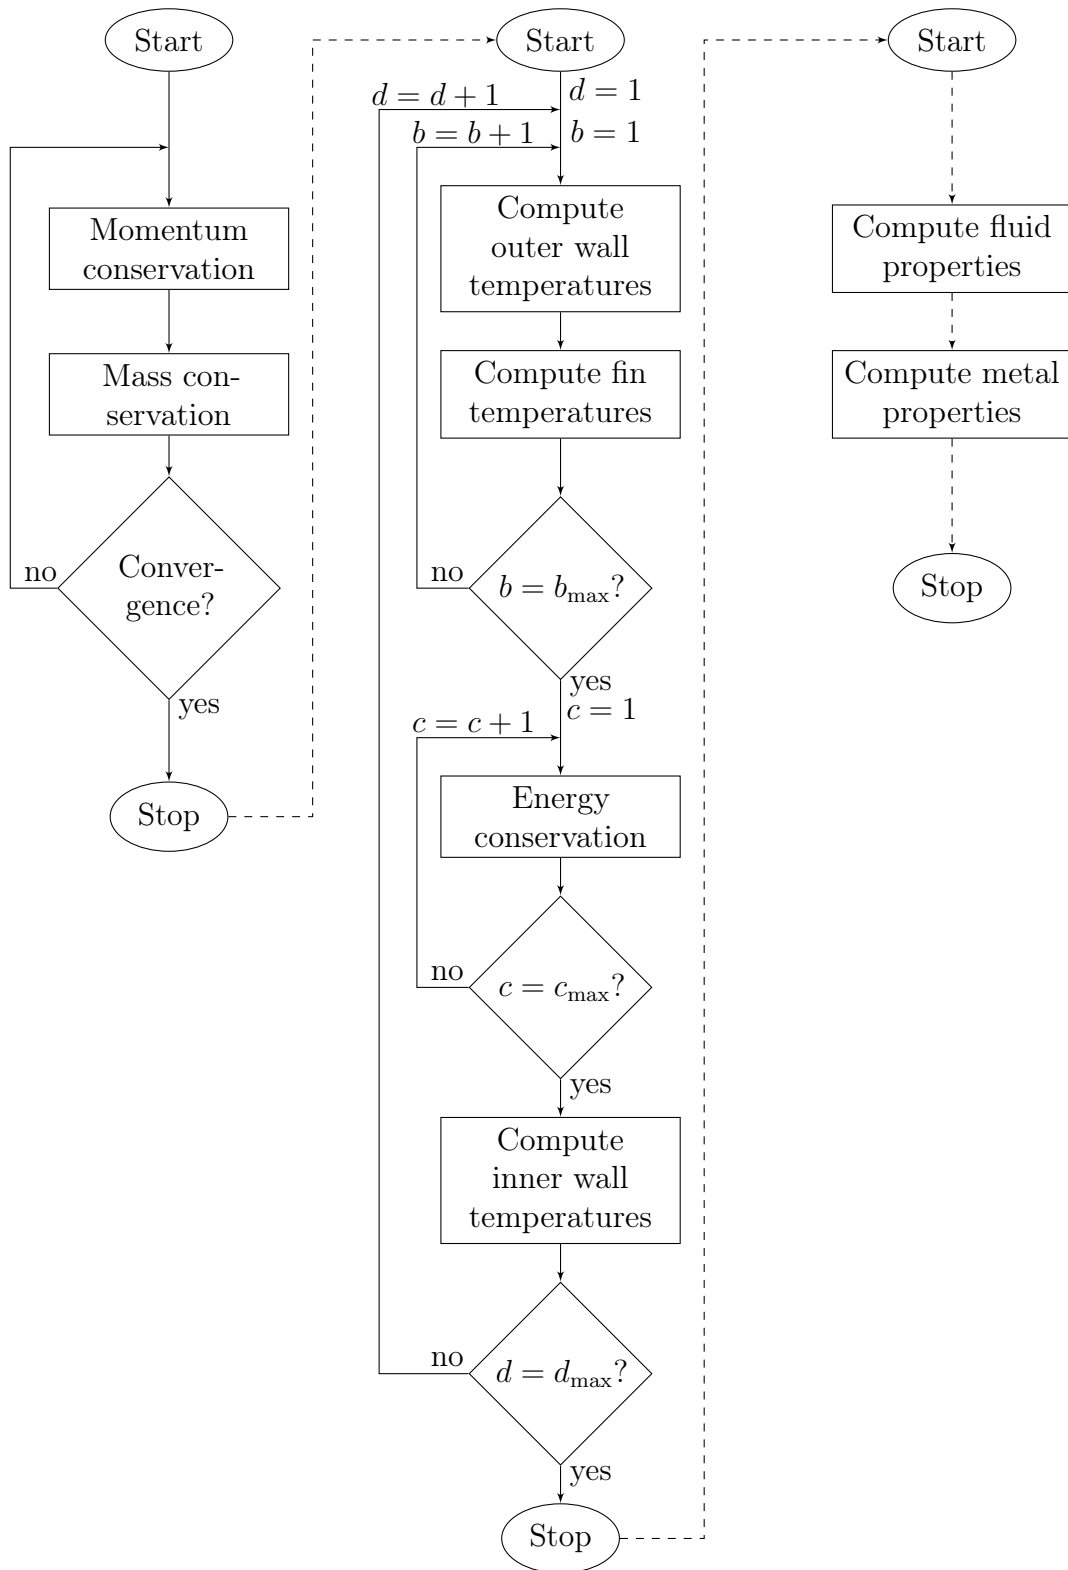 Start
Momentum
conservation
Mass con-
servation
Conver-
gence?
no
yes
Stop
Start
d = 1
d = d + 1
b = 1
b = b + 1
Compute
outer wall
temperatures
Compute fin
temperatures
b = b_max?
no
yes
c = 1
c = c + 1
Energy
conservation
c = c_max?
no
yes
Compute
inner wall
temperatures
d = d_max?
no
yes
Stop
Start
Compute fluid
properties
Compute metal
properties
Stop